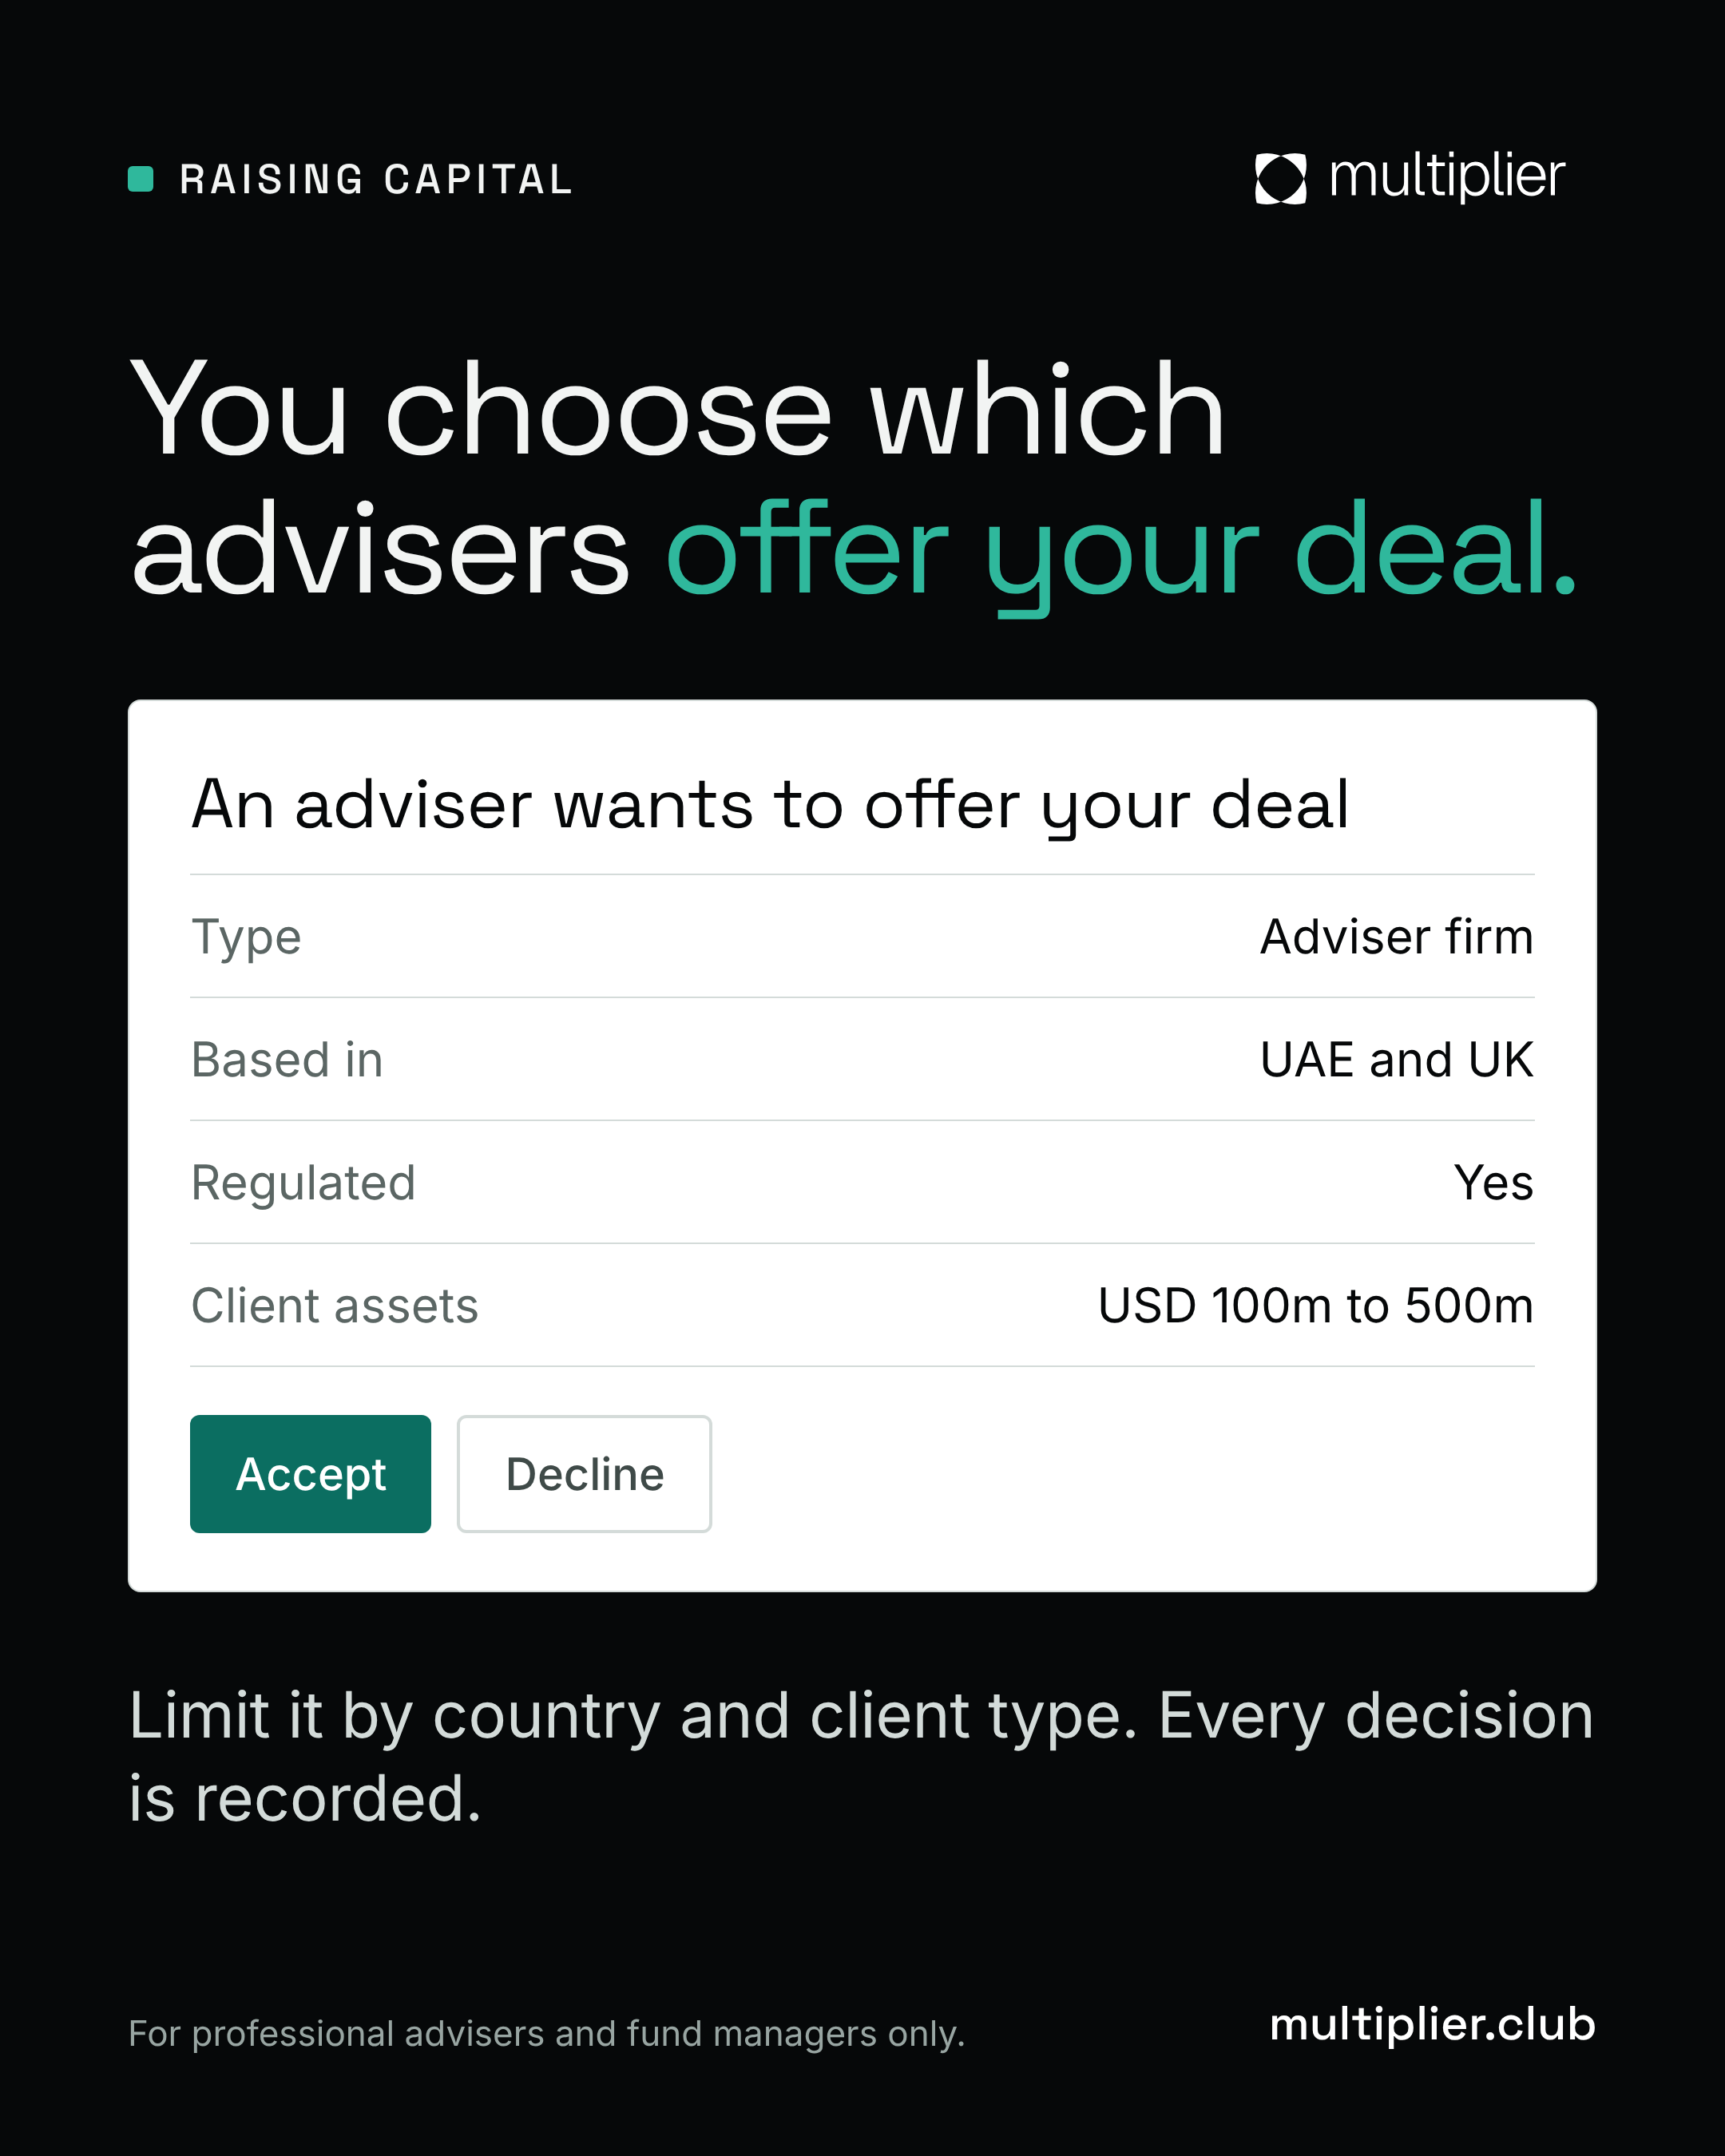 RAISING CAPITAL
multiplier
You choose which
advisers offer your deal.
An adviser wants to offer your deal
Type Adviser firm
Based in UAE and UK
Regulated Yes
Client assets USD 100m to 500m
Accept Decline
Limit it by country and client type. Every decision
is recorded.
For professional advisers and fund managers only.
multiplier.club